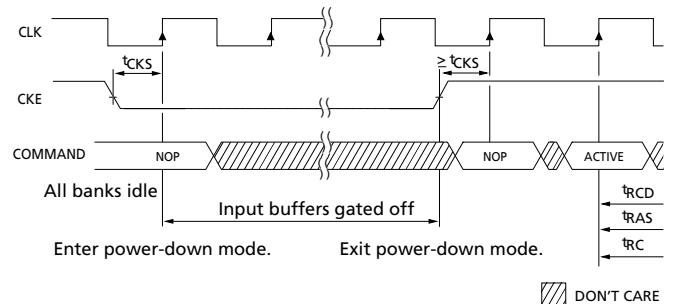 CLK
tCKS
≥ tCKS
CKE
COMMAND NOP NOP ACTIVE
All banks idle
Input buffers gated off
tRCD
tRAS
tRC
Enter power-down mode. Exit power-down mode.
DON'T CARE